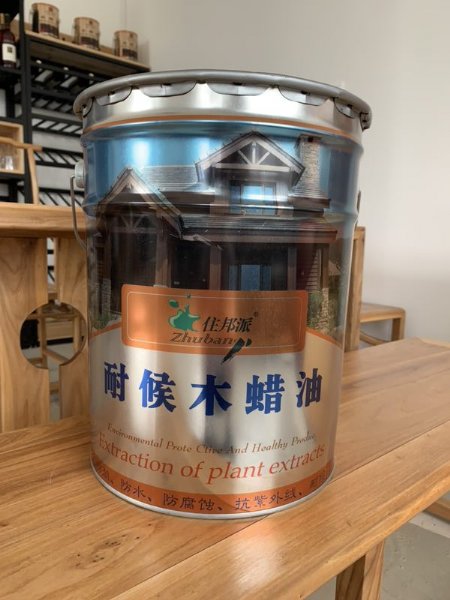 住邦派®
Zhubang
耐候木蜡油
Environmental Prote Ctive And Healthy Produc
Extraction of plant extracts
防水、防腐蚀、抗紫外线、